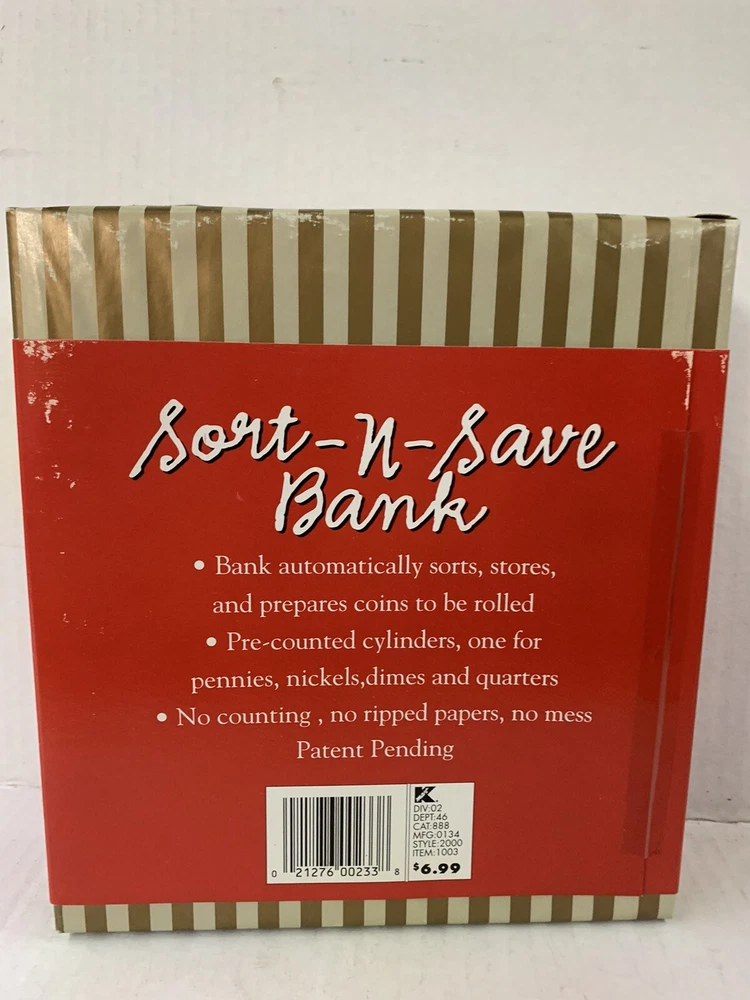 Sort-N-Save
Bank
• Bank automatically sorts, stores,
and prepares coins to be rolled
• Pre-counted cylinders, one for
pennies, nickels,dimes and quarters
• No counting , no ripped papers, no mess
Patent Pending
K
DIV:02
DEPT:46
CAT:888
MFG:0134
STYLE:2000
ITEM:1003
$6.99
0 21276 00233 8